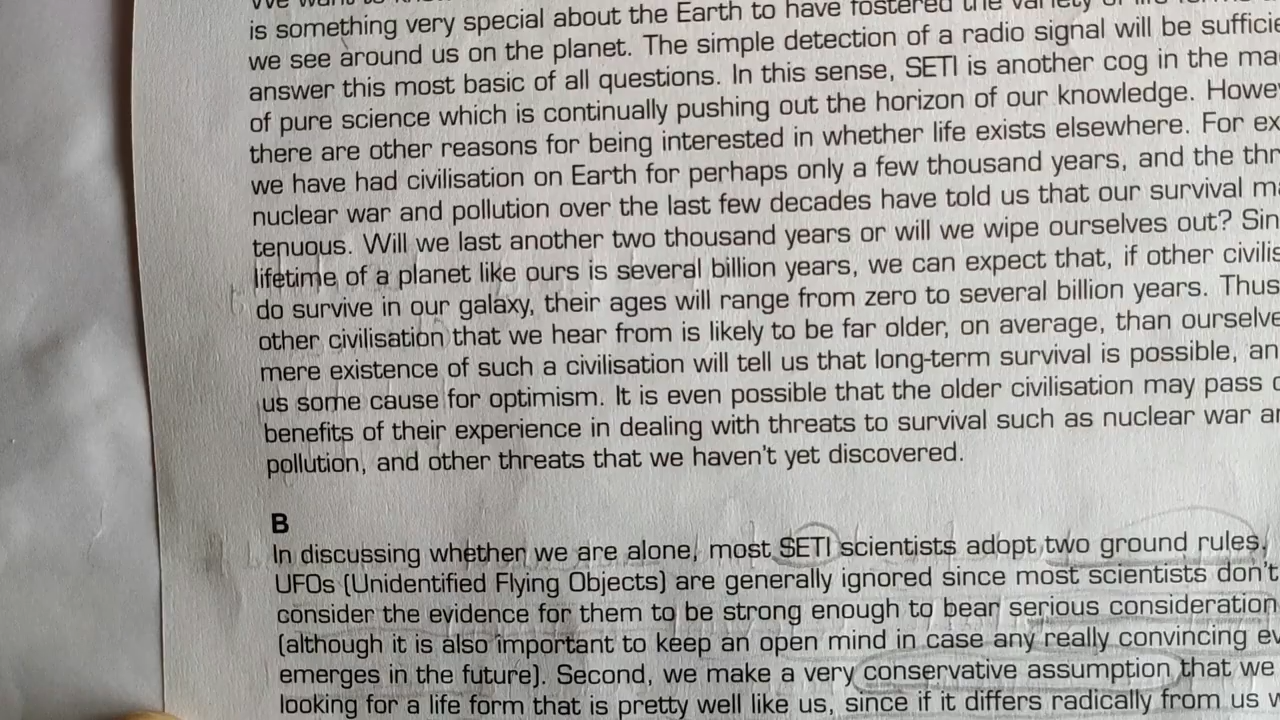 is something very special about the Earth to have fostered the variety of life forms
we see around us on the planet. The simple detection of a radio signal will be
answer this most basic of all questions. In this sense, SETI is another cog in the
of pure science which is continually pushing out the horizon of our knowledge.
there are other reasons for being interested in whether life exists elsewhere. For
we have had civilisation on Earth for perhaps only a few thousand years, and the
nuclear war and pollution over the last few decades have told us that our survival
tenuous. Will we last another two thousand years or will we wipe ourselves out?
lifetime of a planet like ours is several billion years, we can expect that, if other
do survive in our galaxy, their ages will range from zero to several billion years. Thus
other civilisation that we hear from is likely to be far older, on average, than
mere existence of such a civilisation will tell us that long-term survival is possible,
us some cause for optimism. It is even possible that the older civilisation may pass
benefits of their experience in dealing with threats to survival such as nuclear war
pollution, and other threats that we haven't yet discovered.
B
In discussing whether we are alone, most SETI scientists adopt two ground rules.
UFOs (Unidentified Flying Objects) are generally ignored since most scientists don't
consider the evidence for them to be strong enough to bear serious consideration
(although it is also important to keep an open mind in case any really convincing
emerges in the future). Second, we make a very conservative assumption that we
looking for a life form that is pretty well like us, since if it differs radically from us